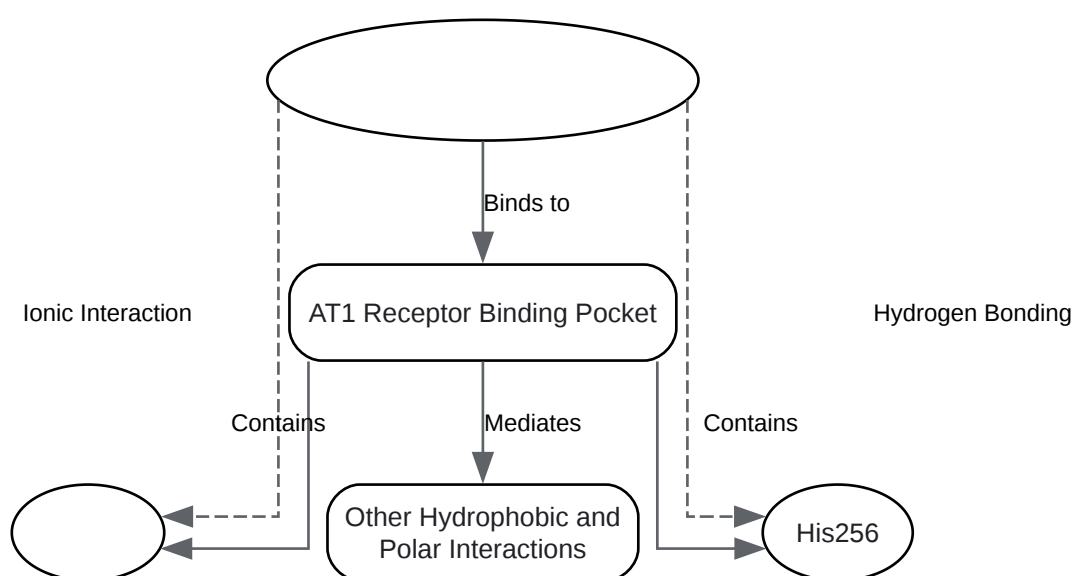 Binds to
Ionic Interaction
AT1 Receptor Binding Pocket
Hydrogen Bonding
Contains
Mediates
Contains
Other Hydrophobic and
Polar Interactions
His256